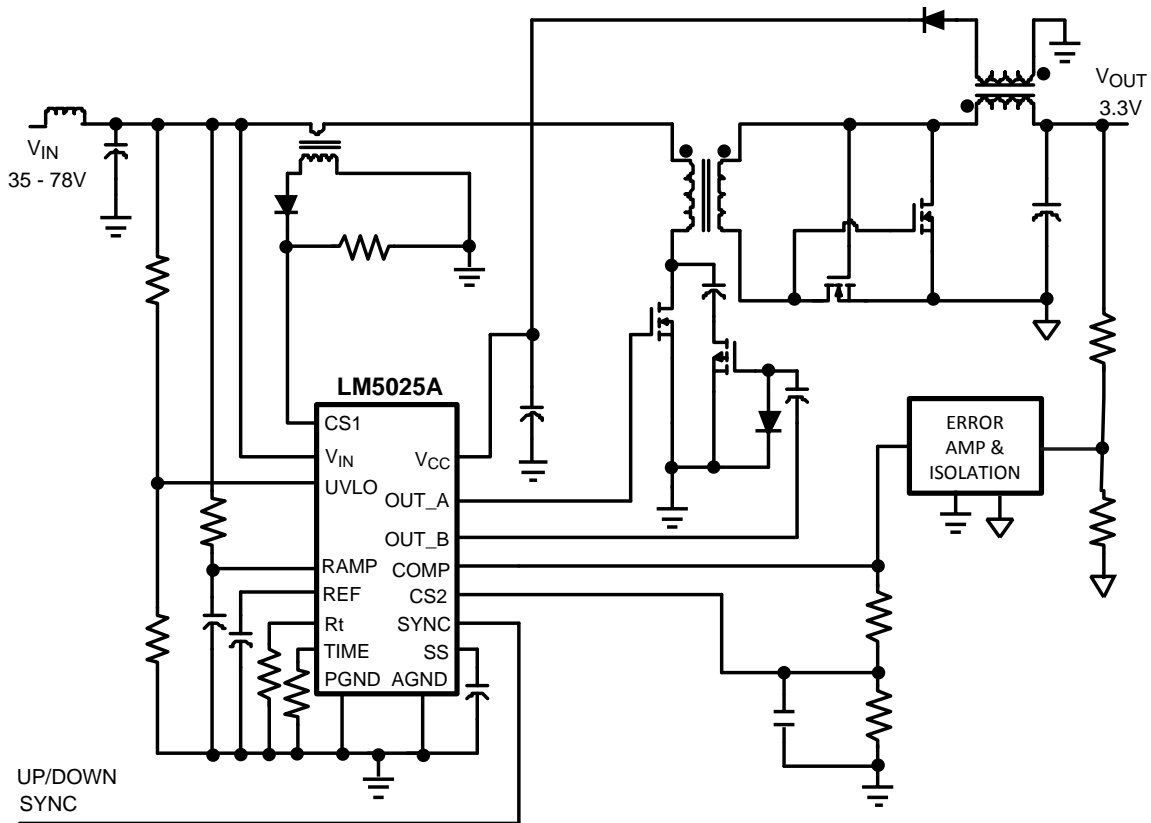 V_OUT
3.3V
V_IN
35 - 78V
LM5025A
CS1
V_IN
UVLO
RAMP
REF
Rt
TIME
PGND
AGND
V_CC
OUT_A
OUT_B
COMP
CS2
SYNC
SS
ERROR
AMP &
ISOLATION
UP/DOWN
SYNC